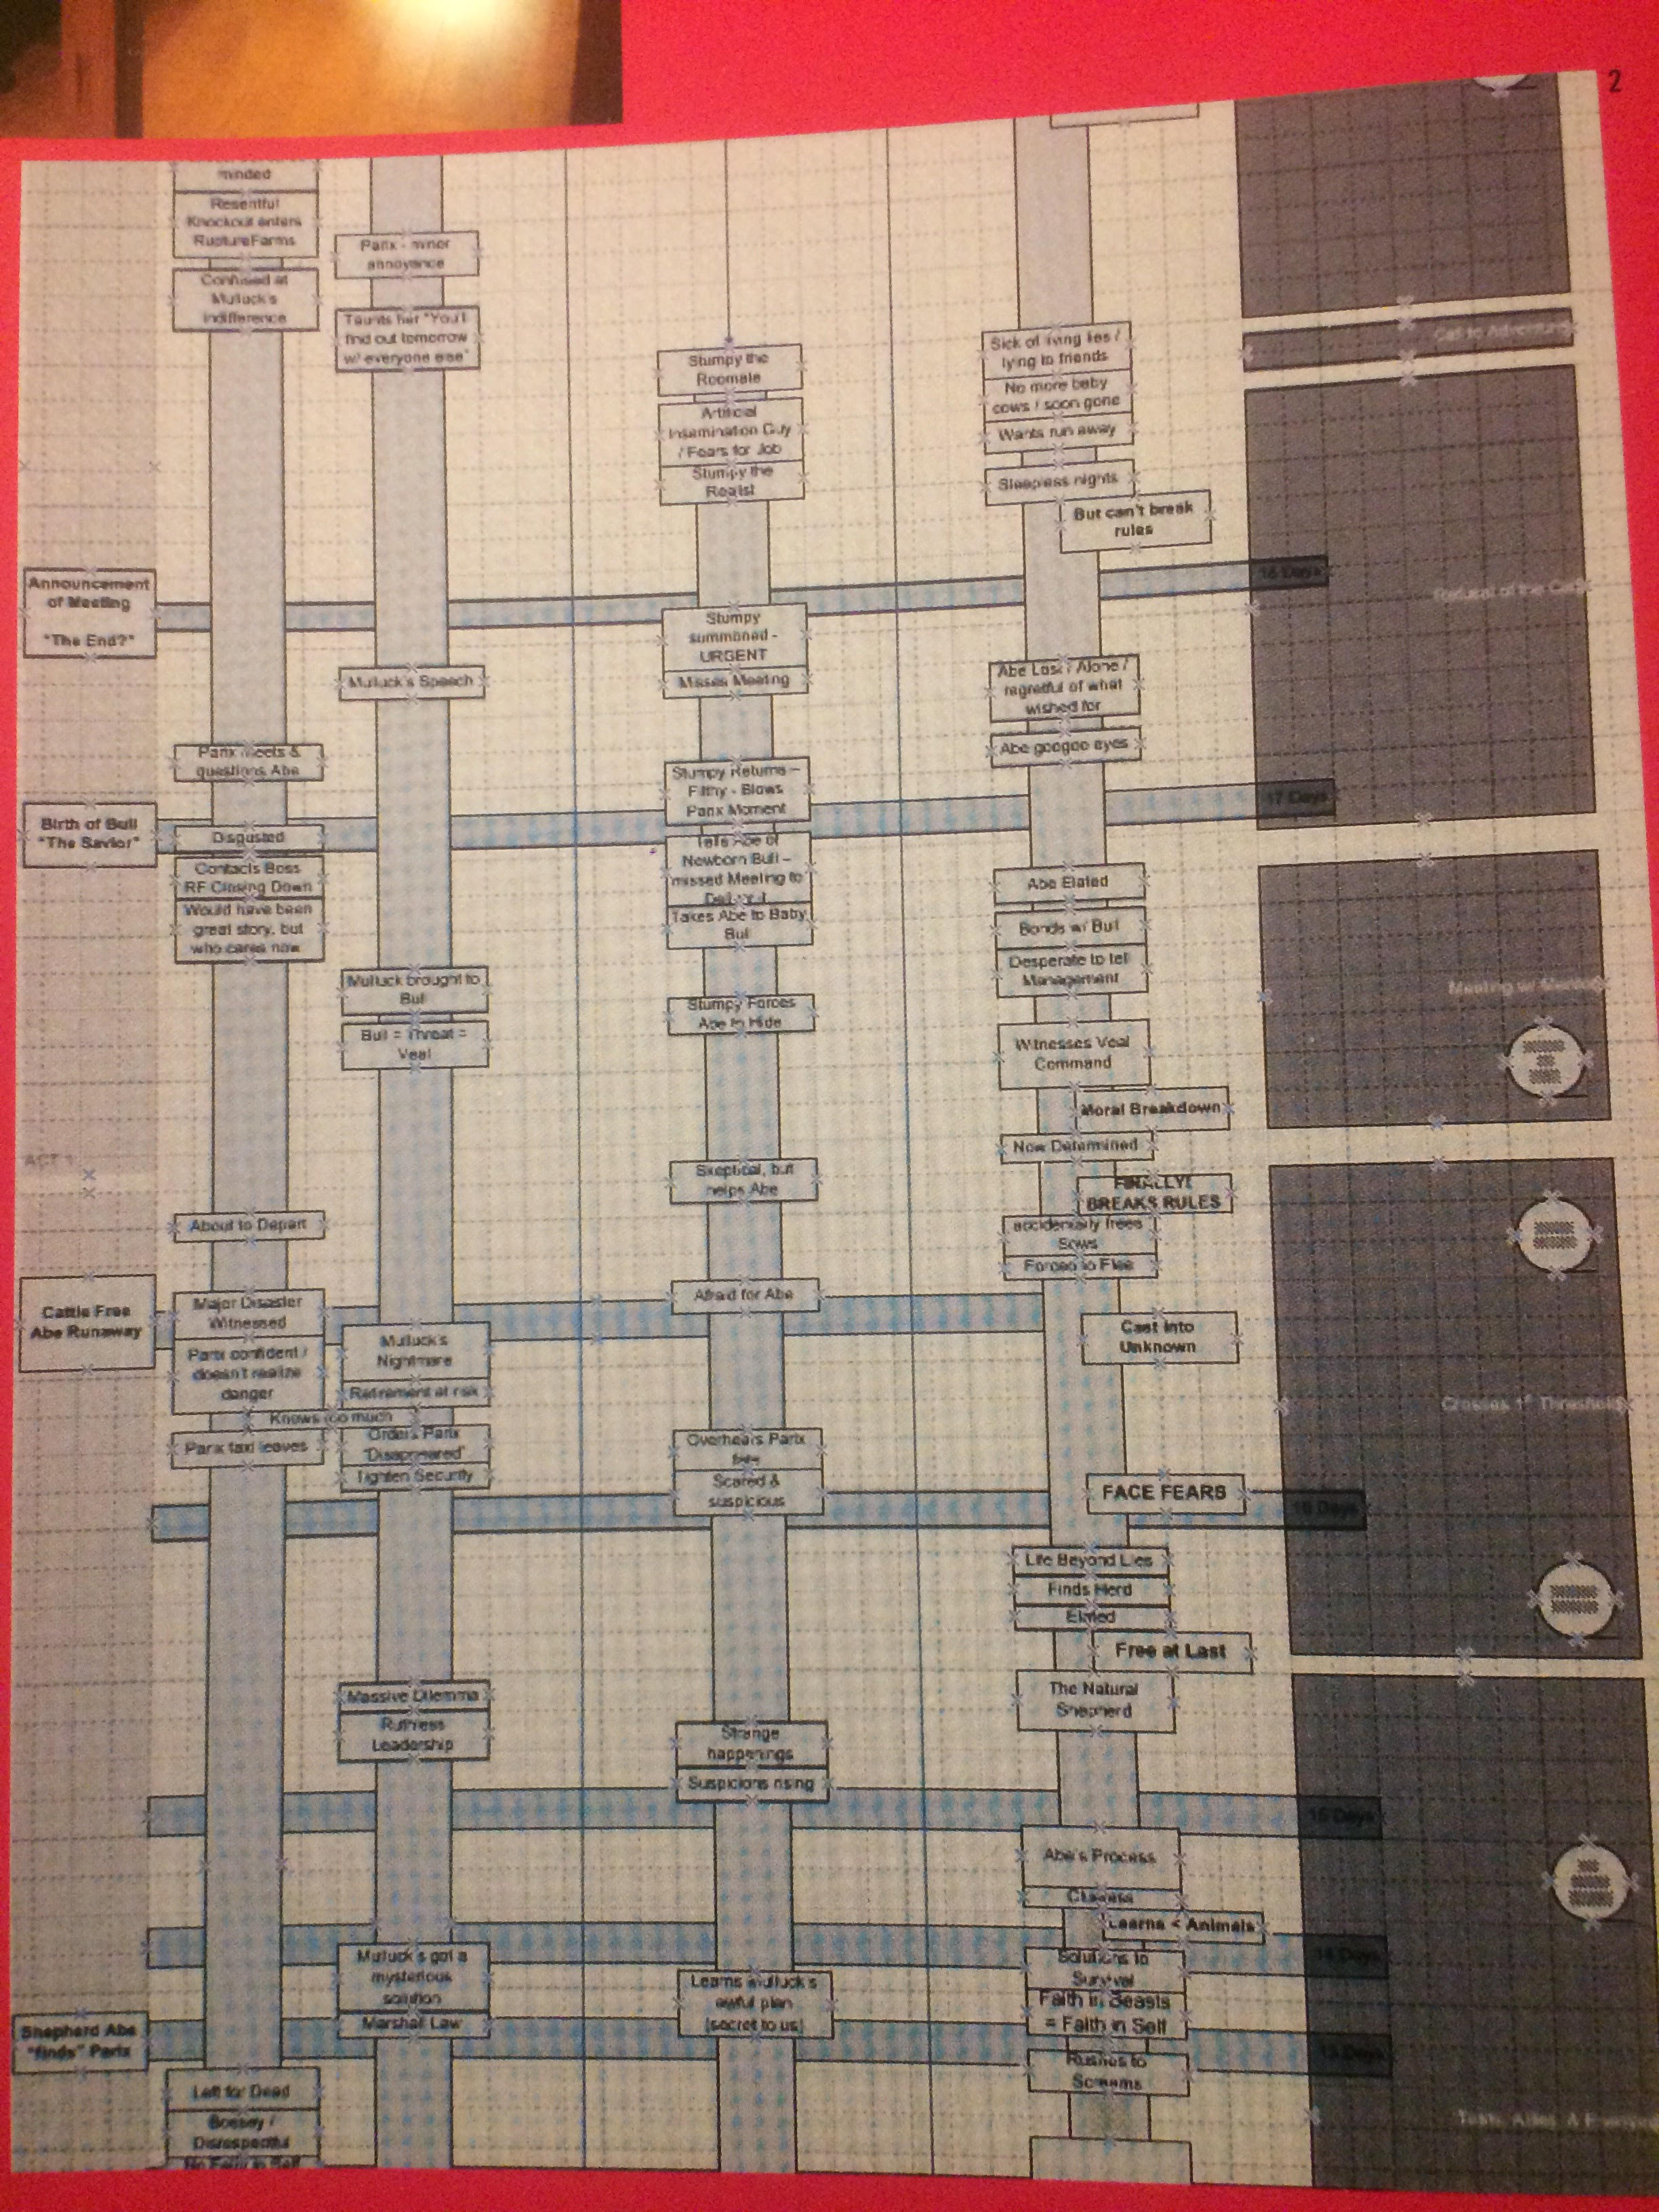 2
minded
Resentful
Knockout enters
RuptureFarms
Confused at
Mulluck's
indifference
Parix - minor
annoyance
Taunts her "You'll
find out tomorrow
w/ everyone else"
Stumpy the
Roomate
Artificial
Insemination Guy
/ Fears for Job
Stumpy the
Realist
Sick of living lies /
lying to friends
No more baby
cows / soon gone
Wants run away
Sleepless nights
But can't break
rules
Call to Adventure
Announcement
of Meeting
"The End?"
Days
Refusal of the Call
Stumpy
summoned -
URGENT
Misses Meeting
Mulluck's Speech
Abe Lost / Alone /
regretful of what
wished for
Abe googoo eyes
Parix meets &
questions Abe
Stumpy Returns –
Filthy - Blows
Parix Moment
17 Days
Birth of Bull
"The Savior"
Disgusted
Contacts Boss
RF Closing Down
Would have been
great story, but
who cares now
Tells Abe of
Newborn Bull –
missed Meeting to
Takes Abe to Baby
Bull
Abe Elated
Bonds w/ Bull
Desperate to tell
Management
Mulluck brought to
Bull
Bull = Threat =
Veal
Stumpy Forces
Abe to Hide
Witnesses Veal
Command
Meeting w/
Moral Breakdown
Now Determined
ACT 1
Skeptical, but
helps Abe
FINALLY!
BREAKS RULES
accidentally frees
Sows
Forced to Flee
About to Depart
Cattle Free
Abe Runaway
Major Disaster
Witnessed
Parix confident /
doesn't realize
danger
Mulluck's
Nightmare
Retirement at risk
Afraid for Abe
Cast Into
Unknown
Crosses 1st Threshold
Knows too much
Parix taxi leaves
Orders Parix
"Disappeared"
Tighten Security
Overhears Parix
fate
Scared &
suspicious
FACE FEARS
Days
Life Beyond Lies
Finds Herd
Elated
Free at Last
The Natural
Shepherd
Massive Dilemma
Ruthless
Leadership
Strange
happenings
Suspicions rising
15 Days
Abe's Process
Learns < Animals
14 Days
Mulluck's got a
mysterious
solution
Marshall Law
Learns Mulluck's
awful plan
(secret to us)
Solutions to
Survival
Faith in Beasts
= Faith in Self
Shepherd Abe
"finds" Parix
13 Days
Rushes to
Screams
Left for Dead
Bossey /
Disrespectful
No Faith in Self
Tests, Allies, &